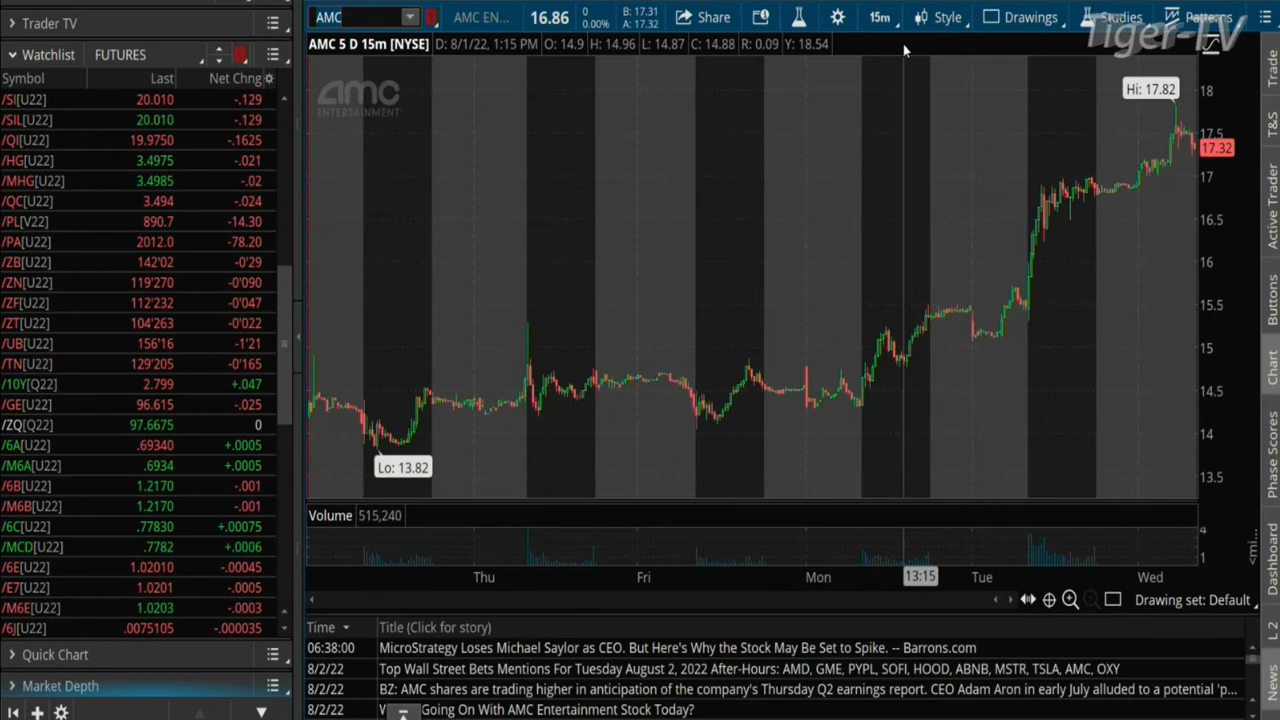 Trader TV
AMC
AMC EN...
16.86
0
0.00%
B: 17.31
A: 17.32
Share
15m
Style
Drawings
Studies
Patterns
Tiger-TV
Watchlist
FUTURES
AMC 5 D 15m [NYSE]
D: 8/1/22, 1:15 PM
O: 14.9
H: 14.96
L: 14.87
C: 14.88
R: 0.09
Y: 18.54
Symbol Last Net Chng
/SI[U22] 20.010 -.129
/SIL[U22] 20.010 -.129
/QI[U22] 19.9750 -.1625
/HG[U22] 3.4975 -.021
/MHG[U22] 3.4985 -.02
/QC[U22] 3.494 -.024
/PL[V22] 890.7 -14.30
/PA[U22] 2012.0 -78.20
/ZB[U22] 142'02 -0'29
/ZN[U22] 119'270 -0'090
/ZF[U22] 112'232 -0'047
/ZT[U22] 104'263 -0'022
/UB[U22] 156'16 -1'21
/TN[U22] 129'205 -0'165
/10Y[Q22] 2.799 +.047
/GE[U22] 96.615 -.025
/ZQ[Q22] 97.6675 0
/6A[U22] .69340 +.0005
/M6A[U22] .6934 +.0005
/6B[U22] 1.2170 -.001
/M6B[U22] 1.2170 -.001
/6C[U22] .77830 +.00075
/MCD[U22] .7782 +.0006
/6E[U22] 1.02010 -.00045
/E7[U22] 1.0201 -.0005
/M6E[U22] 1.0203 -.0003
/6J[U22] .0075105 -.000035
Quick Chart
Market Depth
amc
ENTERTAINMENT
Hi: 17.82
Lo: 13.82
18
17.5
17.32
17
16.5
16
15.5
15
14.5
14
13.5
Volume 515,240
4
1
<mi...
Thu Fri Mon 13:15 Tue Wed
Drawing set: Default
Time Title (Click for story)
06:38:00 MicroStrategy Loses Michael Saylor as CEO. But Here's Why the Stock May Be Set to Spike. -- Barrons.com
8/2/22 Top Wall Street Bets Mentions For Tuesday August 2, 2022 After-Hours: AMD, GME, PYPL, SOFI, HOOD, ABNB, MSTR, TSLA, AMC, OXY
8/2/22 BZ: AMC shares are trading higher in anticipation of the company's Thursday Q2 earnings report. CEO Adam Aron in early July alluded to a potential 'p...
8/2/22 Going On With AMC Entertainment Stock Today?
Trade
T&S
Active Trader
Buttons
Chart
Phase Scores
Dashboard
L 2
News